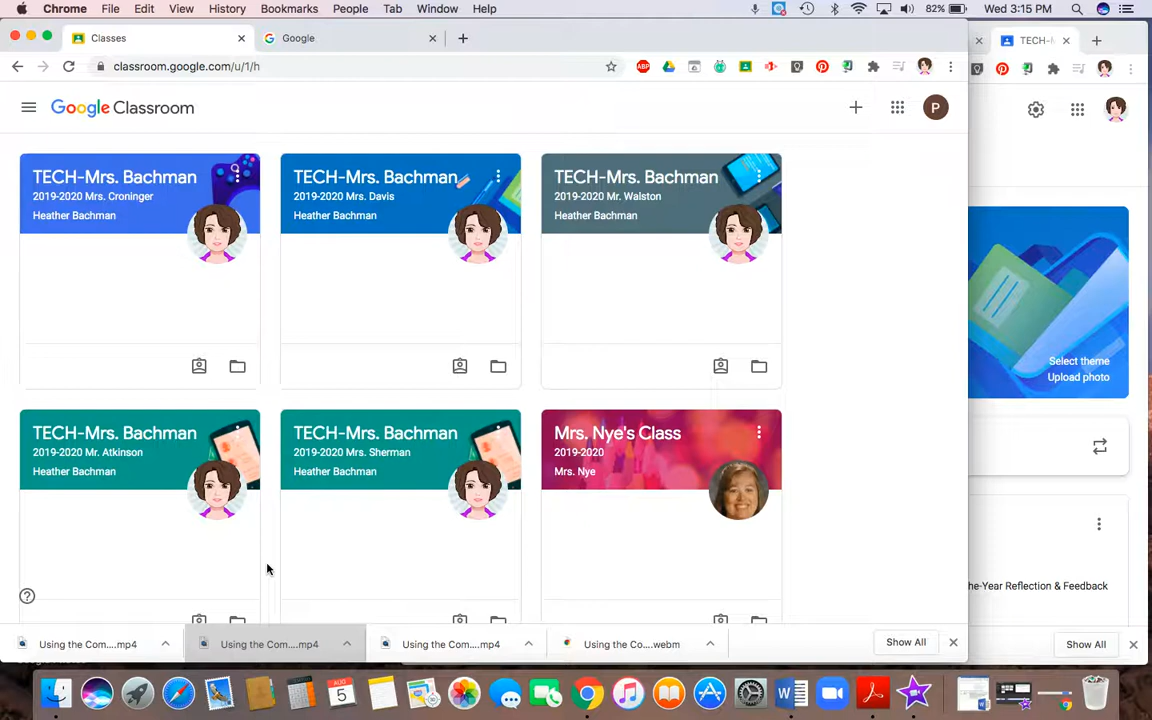 Chrome File Edit View History Bookmarks People Tab Window Help 82% Wed 3:15 PM
Classes Google
classroom.google.com/u/1/h ABP
Google Classroom P
TECH-Mrs. Bachman
2019-2020 Mrs. Croninger
Heather Bachman
TECH-Mrs. Bachman
2019-2020 Mrs. Davis
Heather Bachman
TECH-Mrs. Bachman
2019-2020 Mr. Walston
Heather Bachman
TECH-Mrs. Bachman
2019-2020 Mr. Atkinson
Heather Bachman
TECH-Mrs. Bachman
2019-2020 Mrs. Sherman
Heather Bachman
Mrs. Nye's Class
2019-2020
Mrs. Nye
TECH-
Select theme
Upload photo
he-Year Reflection & Feedback
Using the Com....mp4 Using the Com....mp4 Using the Com....mp4 Using the Co....webm Show All
Show All
AUG
5